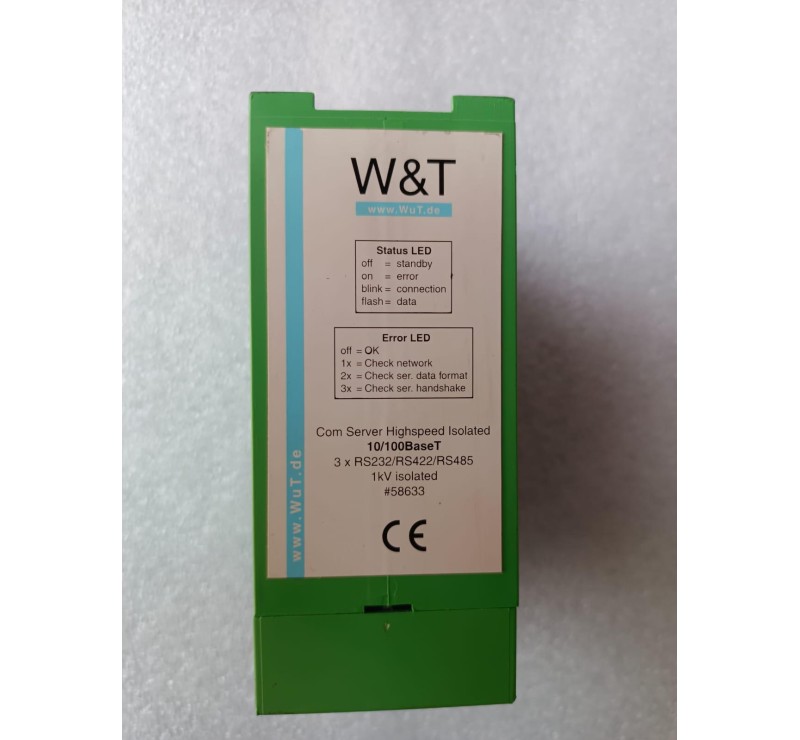 W&T
www.WuT.de
Status LED
off = standby
on = error
blink = connection
flash = data
Error LED
off = OK
1x = Check network
2x = Check ser. data format
3x = Check ser. handshake
Com Server Highspeed Isolated
10/100BaseT
3 x RS232/RS422/RS485
1kV isolated
#58633
CE
www.WuT.de